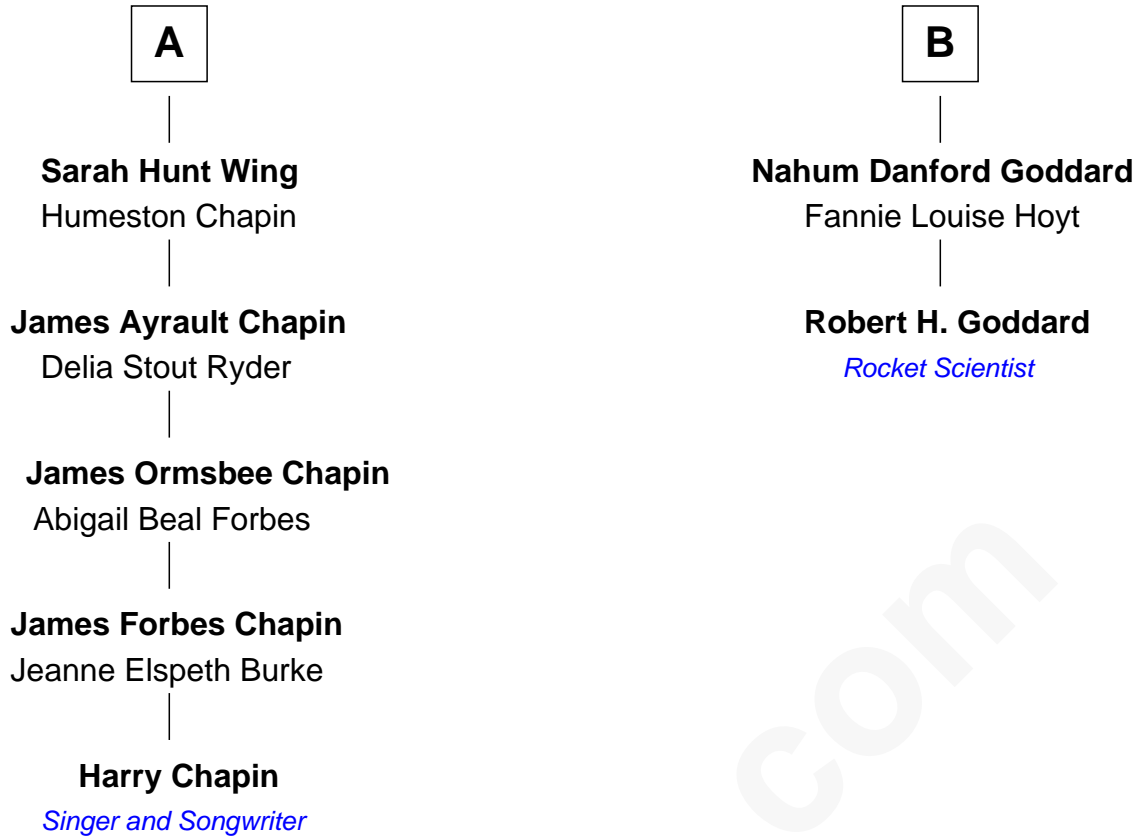 A
Sarah Hunt Wing
Humeston Chapin
James Ayrault Chapin
Delia Stout Ryder
James Ormsbee Chapin
Abigail Beal Forbes
James Forbes Chapin
Jeanne Elspeth Burke
Harry Chapin
Singer and Songwriter
B
Nahum Danford Goddard
Fannie Louise Hoyt
Robert H. Goddard
Rocket Scientist
com